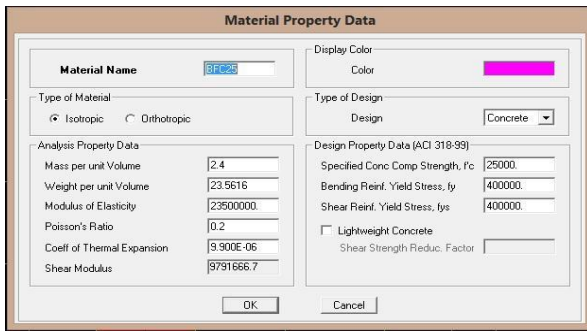 Material Property Data
Display Color
Material Name BFC25
Color
Type of Material
Isotropic Orthotropic
Type of Design
Design Concrete
Analysis Property Data
Mass per unit Volume 2.4
Weight per unit Volume 23.5616
Modulus of Elasticity 23500000.
Poisson's Ratio 0.2
Coeff of Thermal Expansion 9.900E-06
Shear Modulus 9791666.7
Design Property Data (ACI 318-99)
Specified Conc Comp Strength, f'c 25000.
Bending Reinf. Yield Stress, fy 400000.
Shear Reinf. Yield Stress, fys 400000.
Lightweight Concrete
Shear Strength Reduc. Factor
OK
Cancel